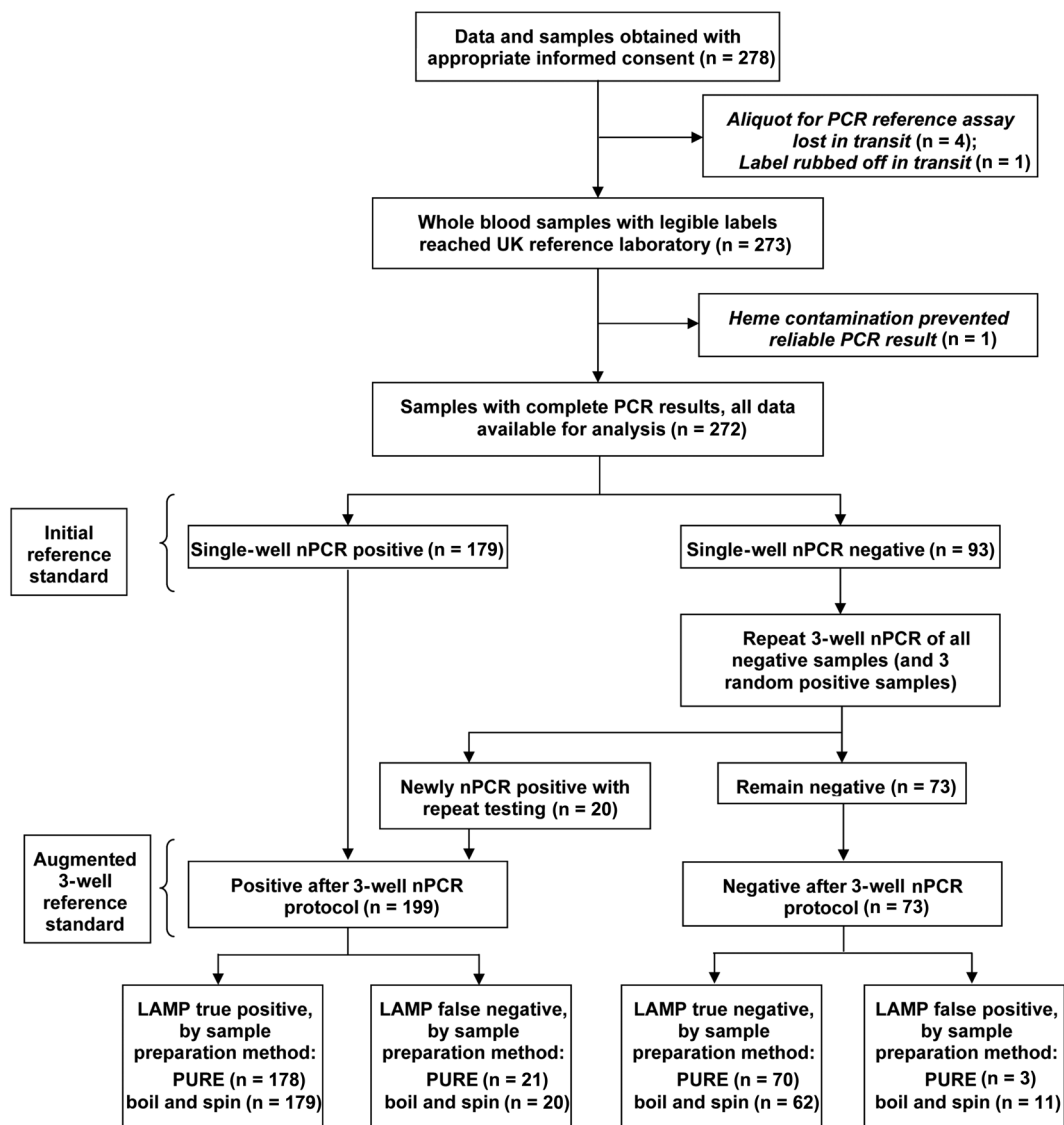 Data and samples obtained with
appropriate informed consent (n = 278)
Aliquot for PCR reference assay
lost in transit (n = 4);
Label rubbed off in transit (n = 1)
Whole blood samples with legible labels
reached UK reference laboratory (n = 273)
Heme contamination prevented
reliable PCR result (n = 1)
Samples with complete PCR results, all data
available for analysis (n = 272)
Initial
reference
standard
Single-well nPCR positive (n = 179)
Single-well nPCR negative (n = 93)
Repeat 3-well nPCR of all
negative samples (and 3
random positive samples)
Newly nPCR positive with
repeat testing (n = 20)
Remain negative (n = 73)
Augmented
3-well
reference
standard
Positive after 3-well nPCR
protocol (n = 199)
Negative after 3-well nPCR
protocol (n = 73)
LAMP true positive,
by sample
preparation method:
PURE (n = 178)
boil and spin (n = 179)
LAMP false negative,
by sample
preparation method:
PURE (n = 21)
boil and spin (n = 20)
LAMP true negative,
by sample
preparation method:
PURE (n = 70)
boil and spin (n = 62)
LAMP false positive,
by sample
preparation method:
PURE (n = 3)
boil and spin (n = 11)